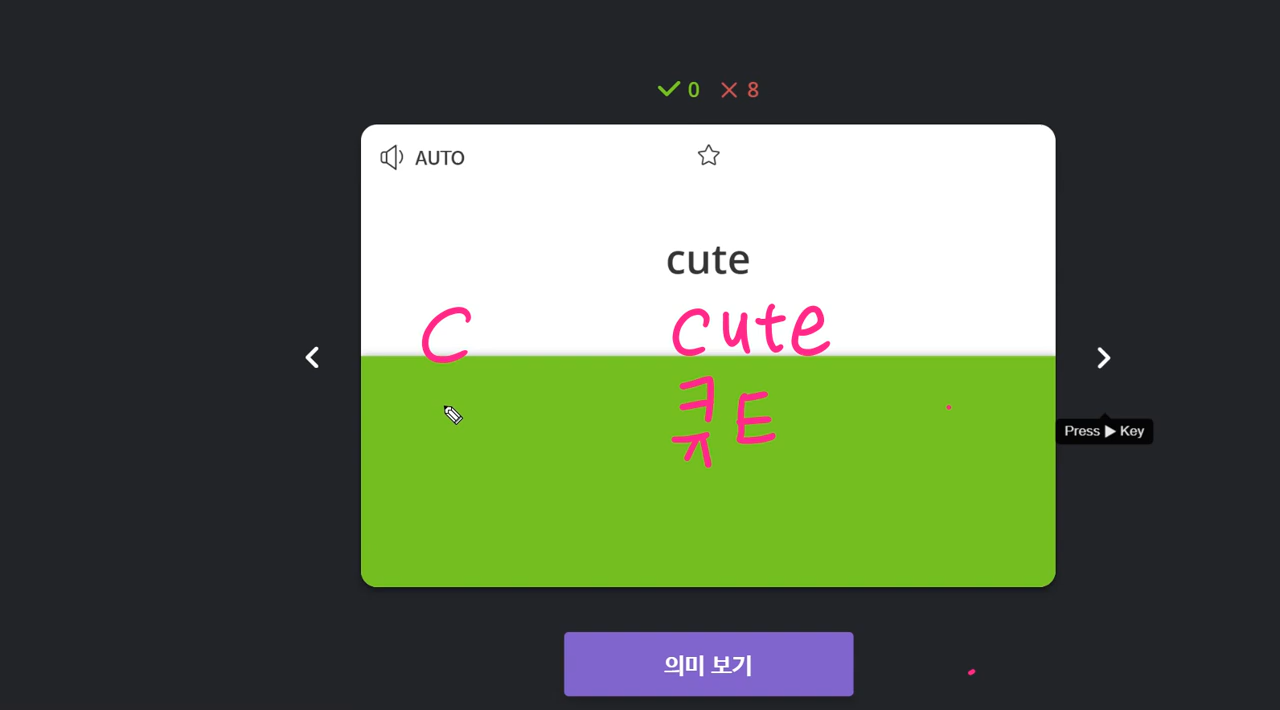 0 8
AUTO
cute
C cute
큐ㅌ
Press ▶ Key
의미 보기